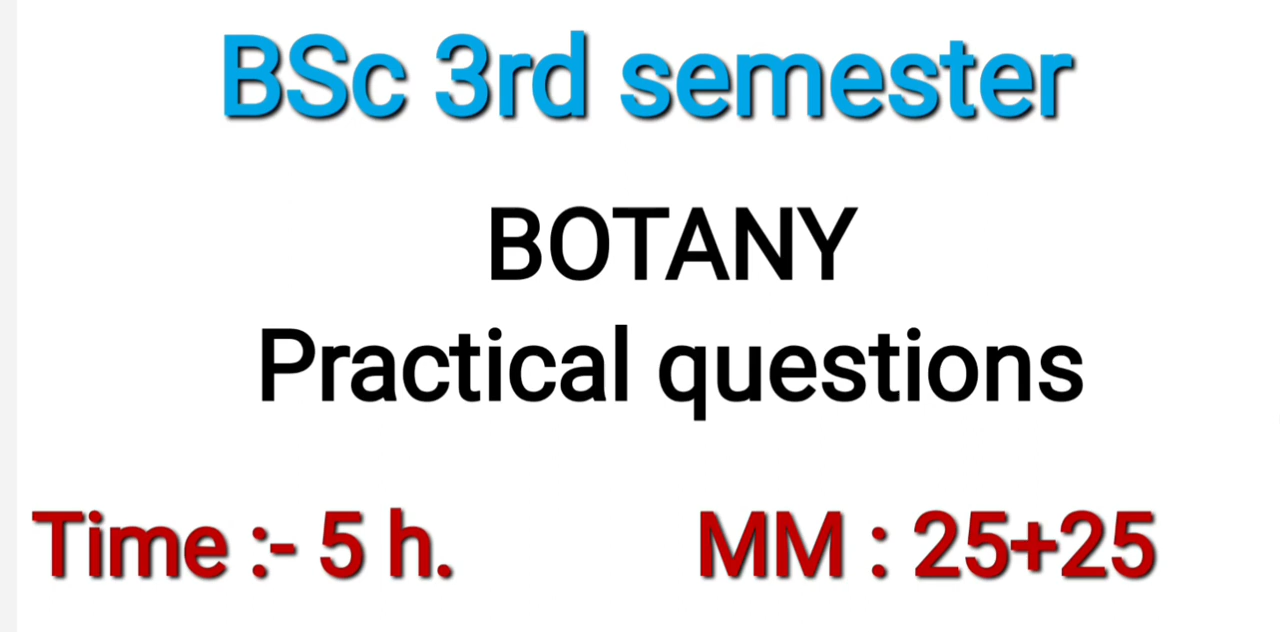 BSc 3rd semester
BOTANY
Practical questions
Time :- 5 h. MM : 25+25